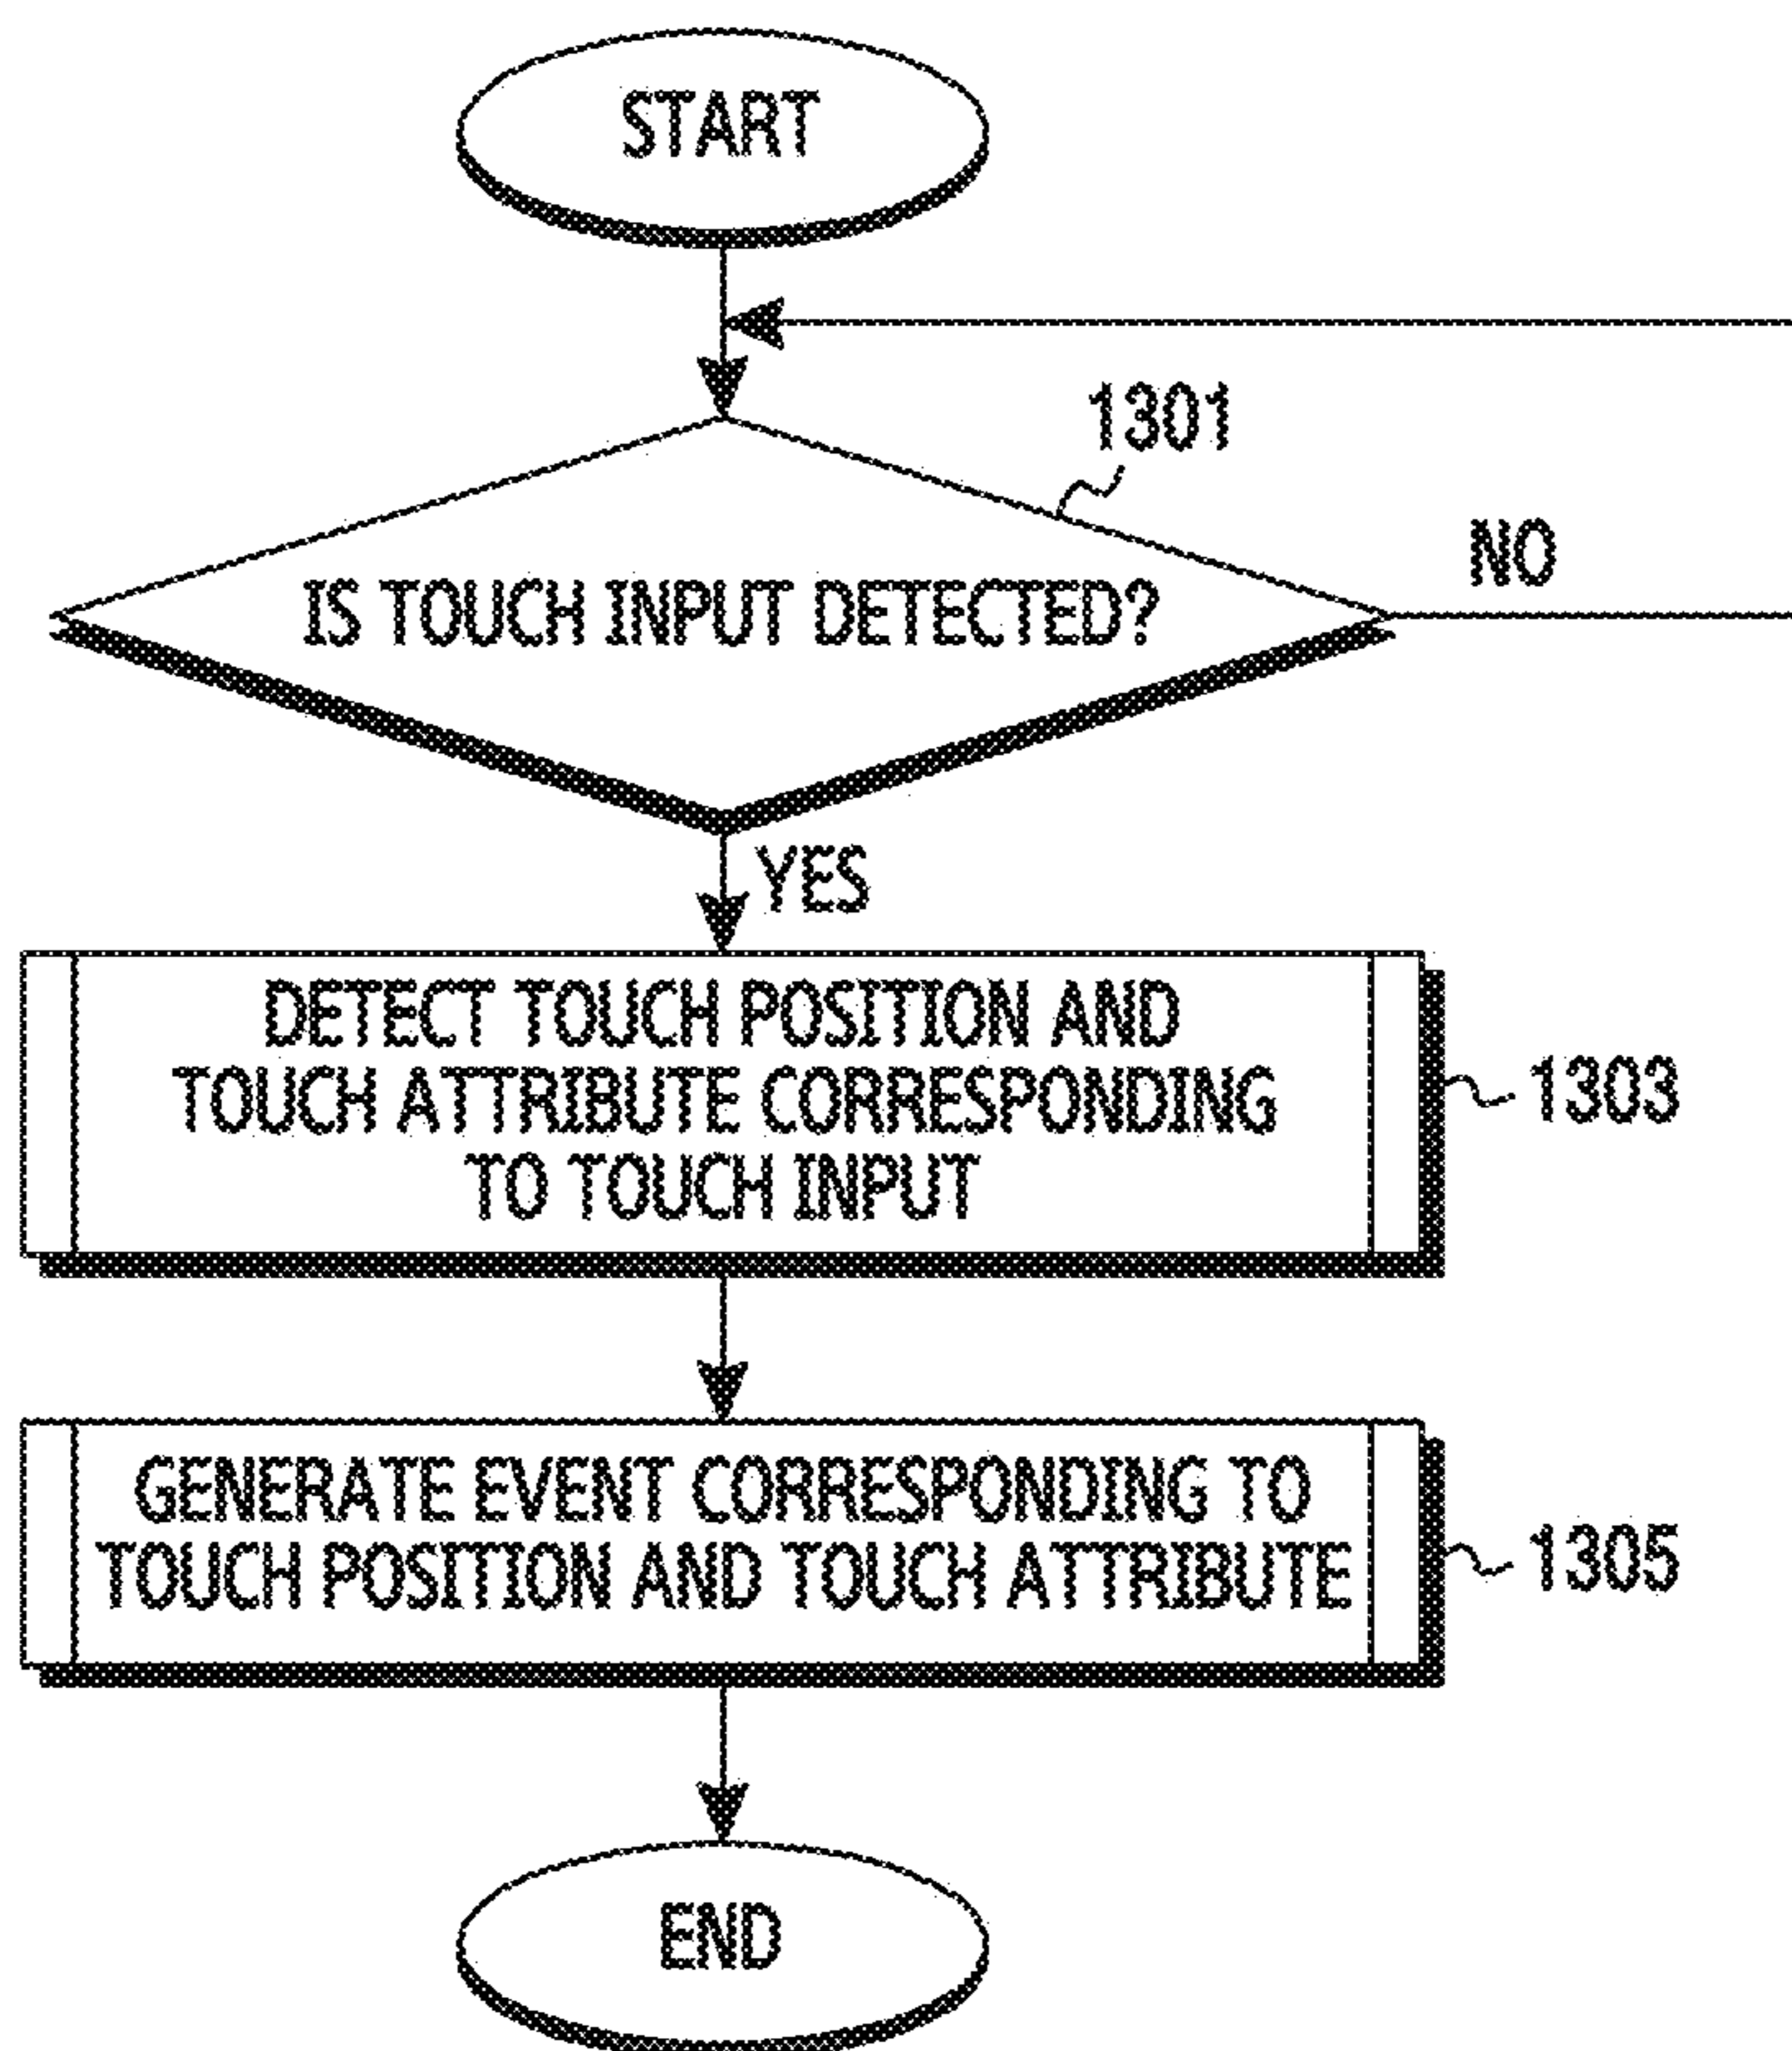 START
1301
NO
IS TOUCH INPUT DETECTED?
YES
DETECT TOUCH POSITION AND
TOUCH ATTRIBUTE CORRESPONDING
TO TOUCH INPUT
1303
GENERATE EVENT CORRESPONDING TO
TOUCH POSITION AND TOUCH ATTRIBUTE
1305
END